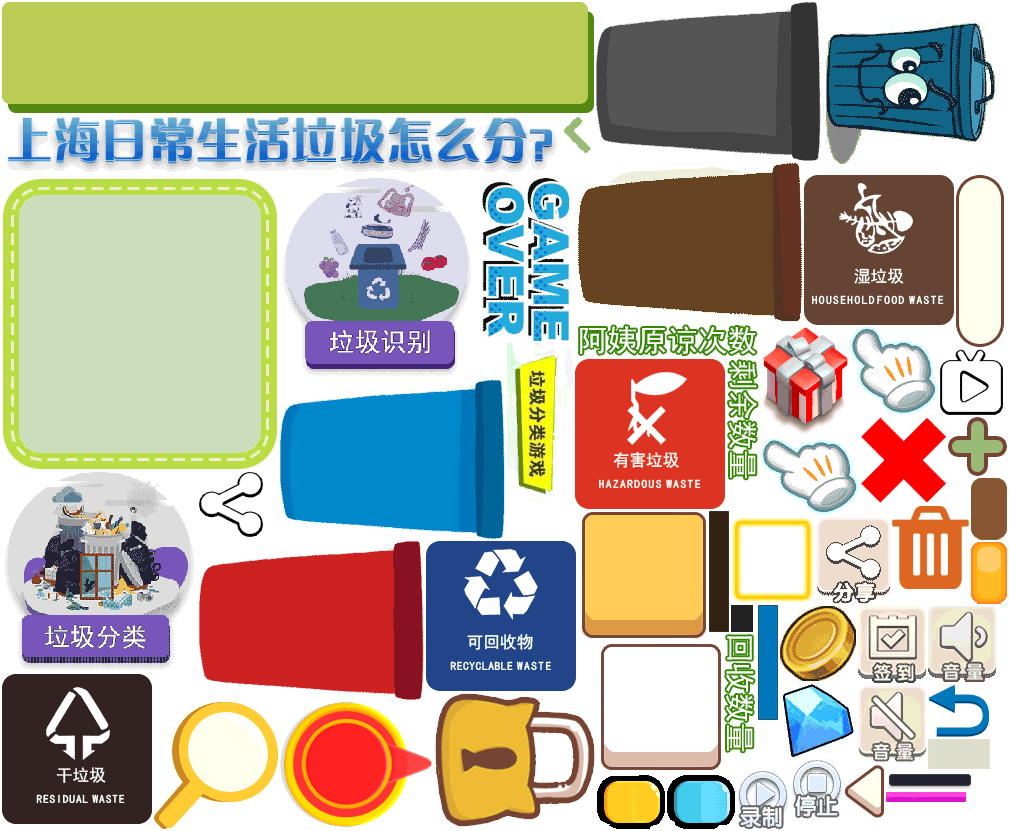 上海日常生活垃圾怎么分?
垃圾识别
GAME
OVER
湿垃圾
HOUSEHOLD FOOD WASTE
阿姨原谅次数
剩余数量
垃圾分类游戏
有害垃圾
HAZARDOUS WASTE
垃圾分类
可回收物
RECYCLABLE WASTE
分享
签到
音量
回收数量
音量
干垃圾
RESIDUAL WASTE
录制
停止